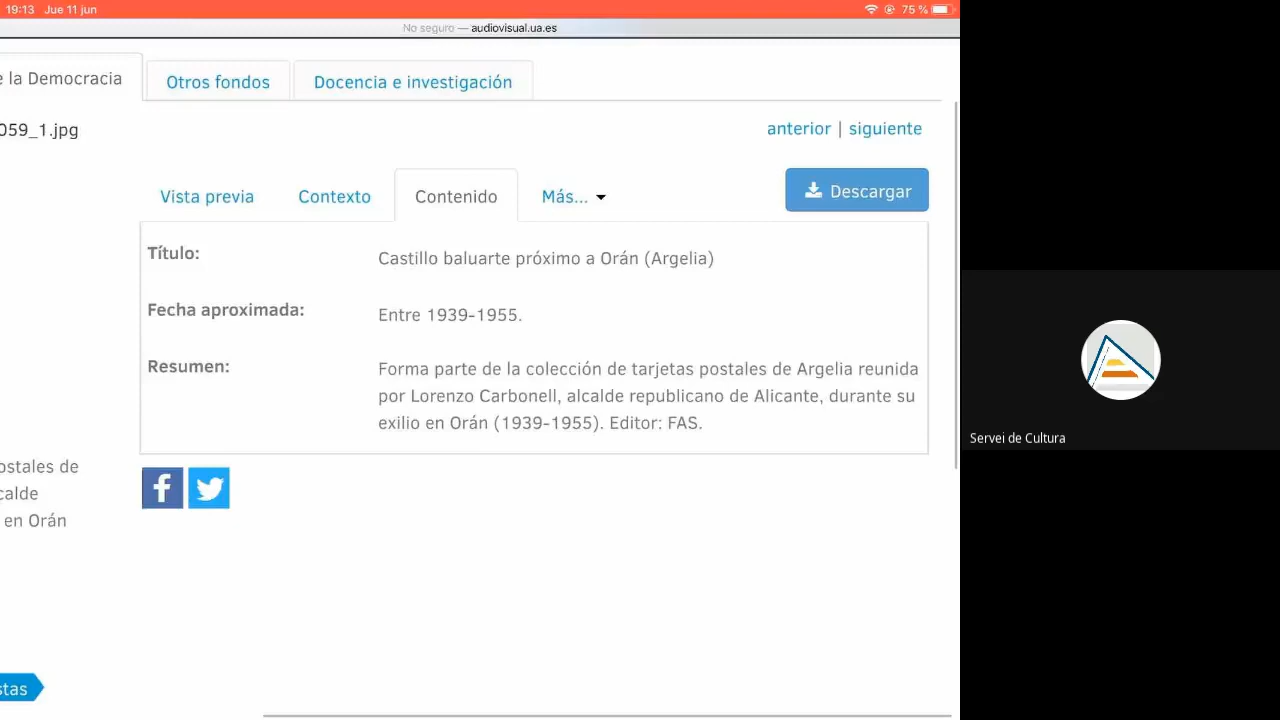 19:13 Jue 11 jun
75 %
No seguro — audiovisual.ua.es
e la Democracia
Otros fondos
Docencia e investigación
059_1.jpg
anterior | siguiente
Vista previa
Contexto
Contenido
Más...
Descargar
Título:
Castillo baluarte próximo a Orán (Argelia)
Fecha aproximada:
Entre 1939-1955.
Resumen:
Forma parte de la colección de tarjetas postales de Argelia reunida
por Lorenzo Carbonell, alcalde republicano de Alicante, durante su
exilio en Orán (1939-1955). Editor: FAS.
ostales de
calde
en Orán
stas
Servei de Cultura